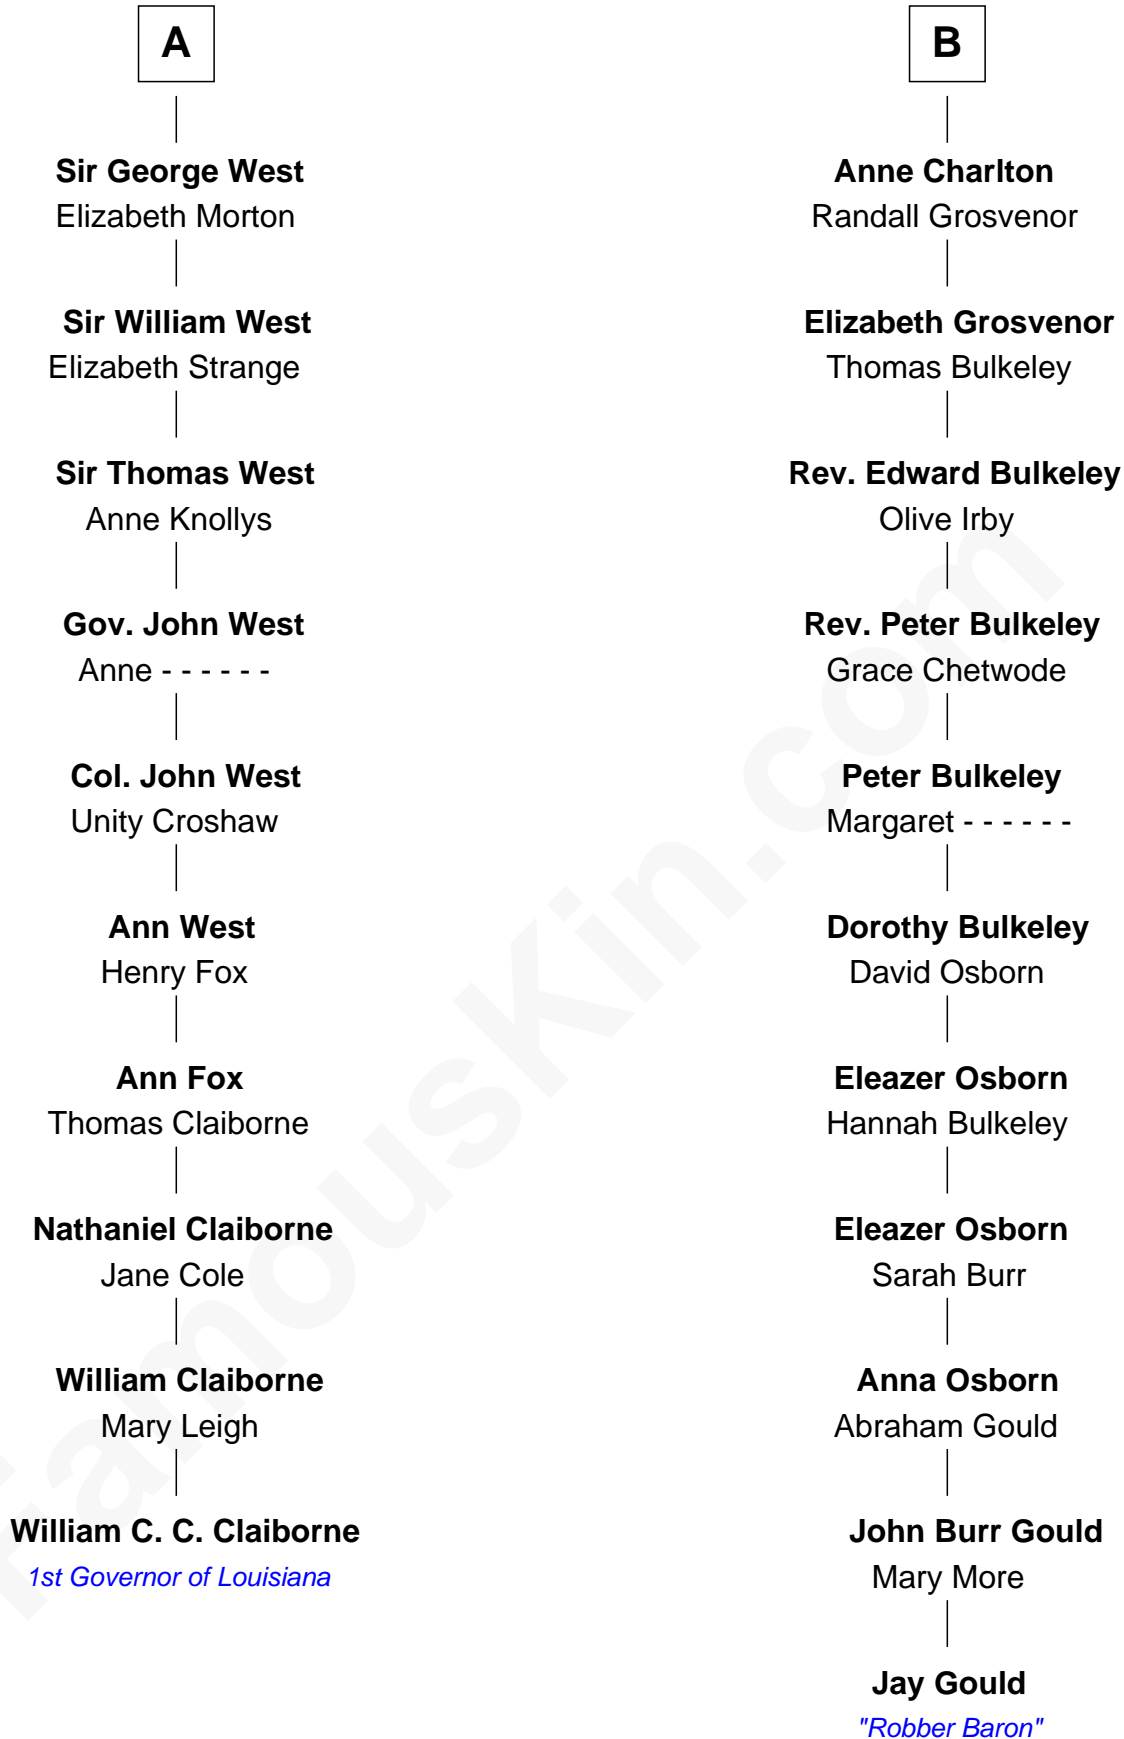 A
Sir George West
Elizabeth Morton
Sir William West
Elizabeth Strange
Sir Thomas West
Anne Knollys
Gov. John West
Anne - - - - - -
Col. John West
Unity Croshaw
Ann West
Henry Fox
Ann Fox
Thomas Claiborne
Nathaniel Claiborne
Jane Cole
William Claiborne
Mary Leigh
William C. C. Claiborne
1st Governor of Louisiana
B
Anne Charlton
Randall Grosvenor
Elizabeth Grosvenor
Thomas Bulkeley
Rev. Edward Bulkeley
Olive Irby
Rev. Peter Bulkeley
Grace Chetwode
Peter Bulkeley
Margaret - - - - - -
Dorothy Bulkeley
David Osborn
Eleazer Osborn
Hannah Bulkeley
Eleazer Osborn
Sarah Burr
Anna Osborn
Abraham Gould
John Burr Gould
Mary More
Jay Gould
"Robber Baron"
FamousKin.com